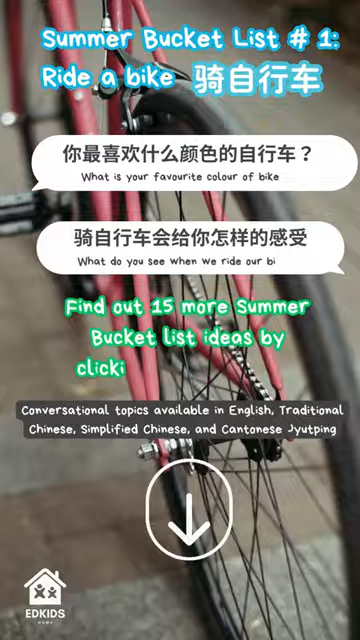 Summer Bucket List # 1:
Ride a bike 骑自行车
你最喜欢什么颜色的自行车？
What is your favourite colour of bike
骑自行车会给你怎样的感受
What do you see when we ride our bi
Find out 15 more Summer
Bucket list ideas by
clicki
Conversational topics available in English, Traditional
Chinese, Simplified Chinese, and Cantonese Jyutping
EDKIDS
HOME